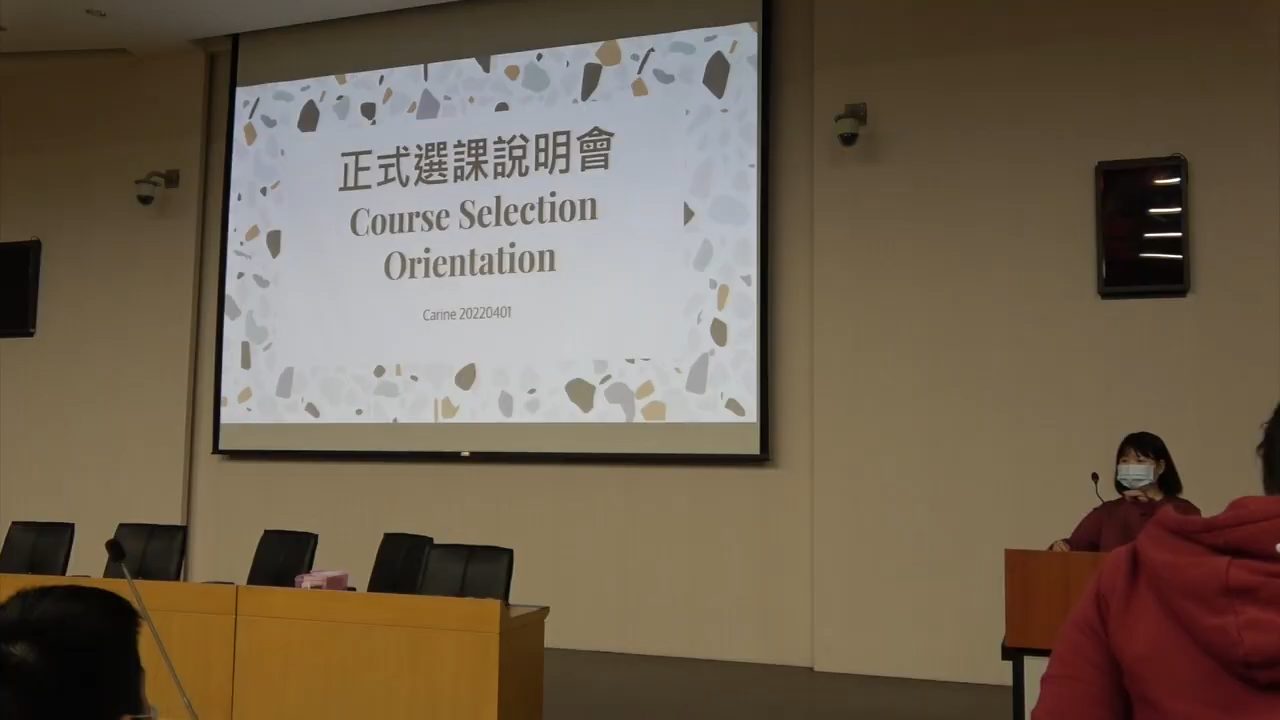 正式選課說明會
Course Selection
Orientation
Carine 20220401